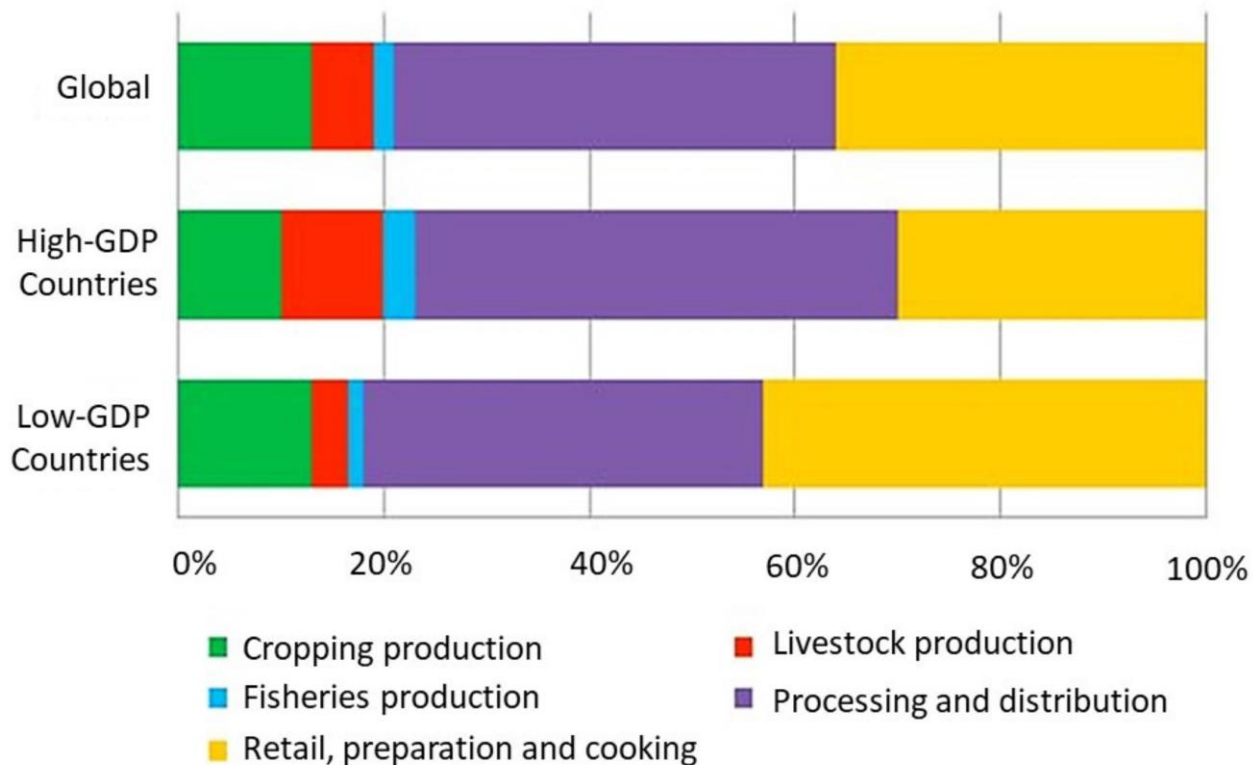 Global
High-GDP
Countries
Low-GDP
Countries
0% 20% 40% 60% 80% 100%
Cropping production Livestock production
Fisheries production Processing and distribution
Retail, preparation and cooking